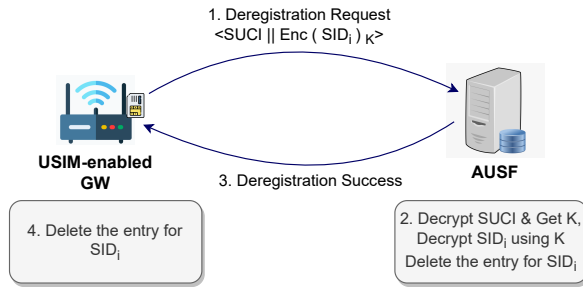 1. Deregistration Request
<SUCI || Enc ( SIDi ) K>
USIM-enabled
GW
AUSF
3. Deregistration Success
4. Delete the entry for
SIDi
2. Decrypt SUCI & Get K,
Decrypt SIDi using K
Delete the entry for SIDi